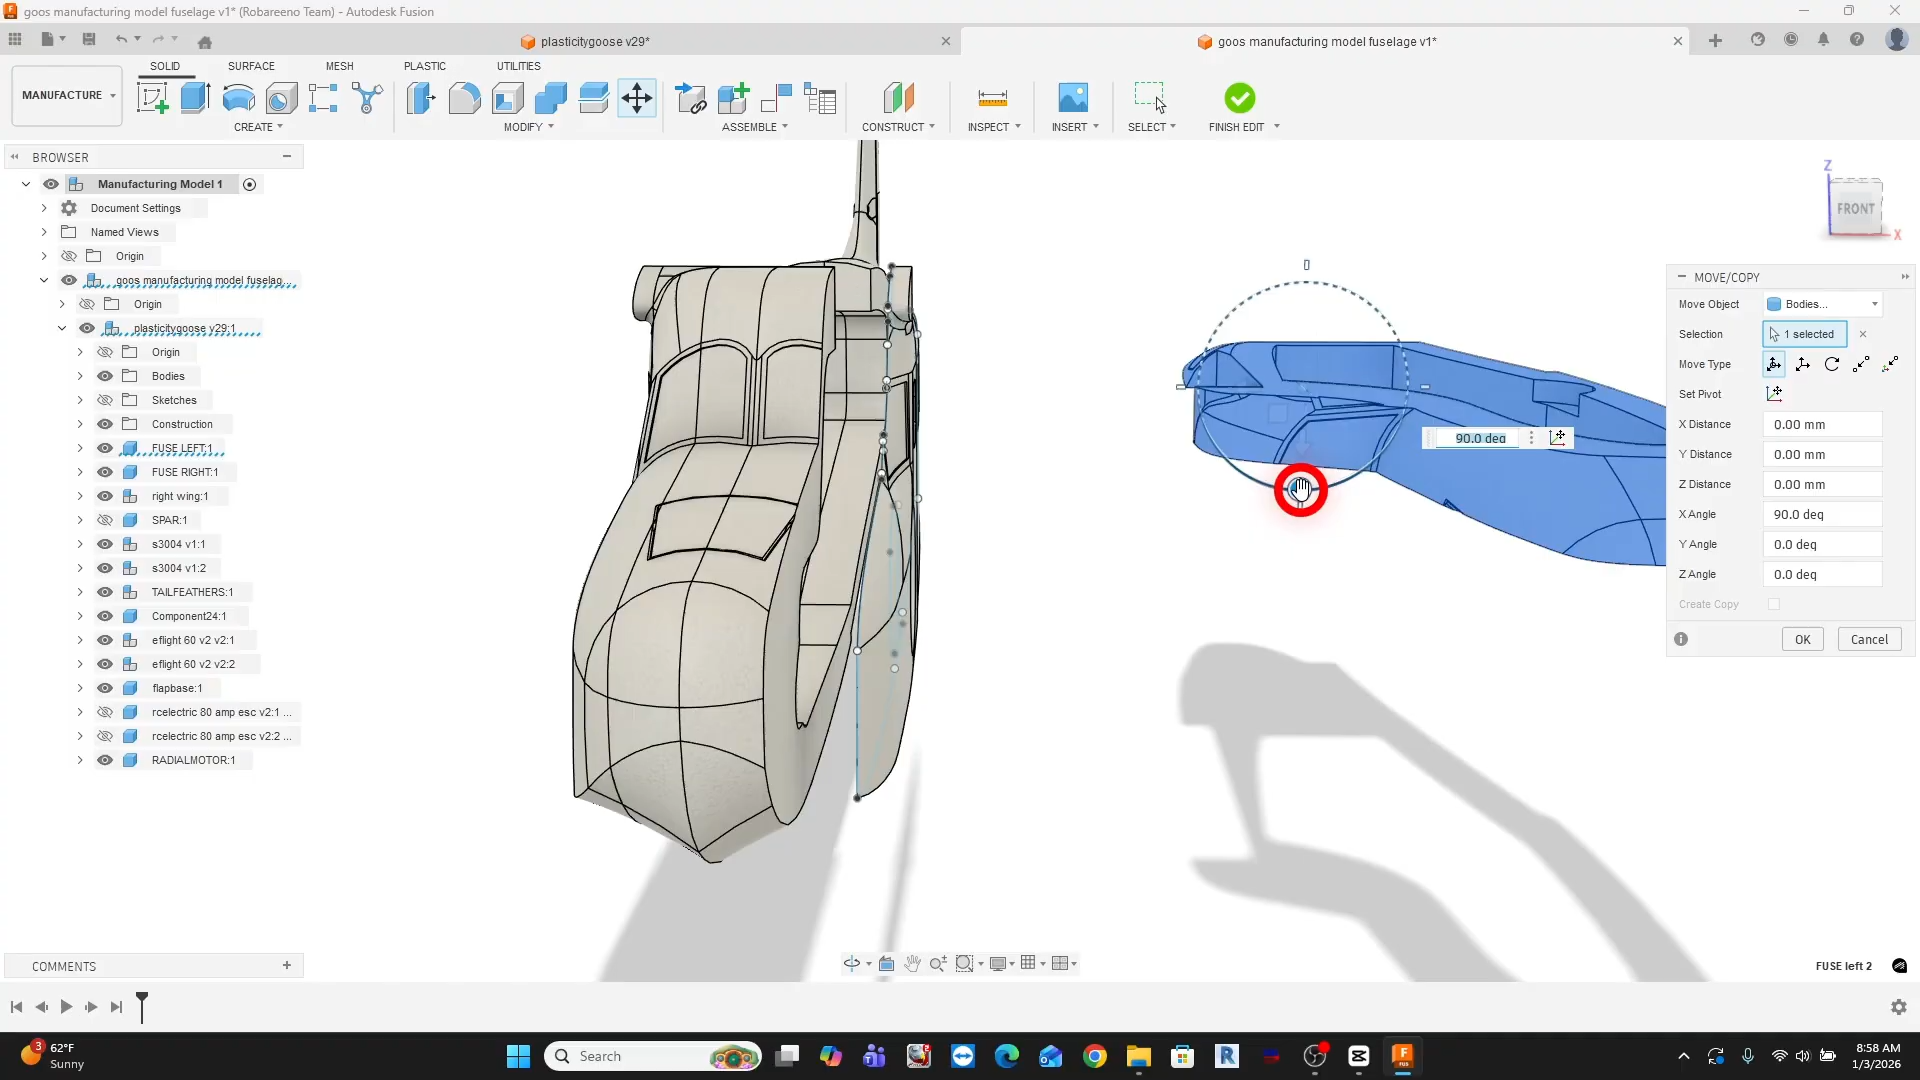 goos manufacturing model fuselage v1* (Robareeno Team) - Autodesk Fusion
plasticitygoose v29*
goos manufacturing model fuselage v1*
SOLID
SURFACE
MESH
PLASTIC
UTILITIES
MANUFACTURE
CREATE
MODIFY
ASSEMBLE
CONSTRUCT
INSPECT
INSERT
SELECT
FINISH EDIT
BROWSER
Manufacturing Model 1
Document Settings
Named Views
Origin
goos manufacturing model fuselag...
Origin
plasticitygoose v29:1
Origin
Bodies
Sketches
Construction
FUSE LEFT:1
FUSE RIGHT:1
right wing:1
SPAR:1
s3004 v1:1
s3004 v1:2
TAILFEATHERS:1
Component24:1
eflight 60 v2 v2:1
eflight 60 v2 v2:2
flapbase:1
rcelectric 80 amp esc v2:1 ...
rcelectric 80 amp esc v2:2 ...
RADIALMOTOR:1
Z
FRONT
X
90.0 deg
MOVE/COPY
Move Object
Bodies...
Selection
1 selected
Move Type
Set Pivot
X Distance
0.00 mm
Y Distance
0.00 mm
Z Distance
0.00 mm
X Angle
90.0 deg
Y Angle
0.0 deg
Z Angle
0.0 deg
Create Copy
OK
Cancel
COMMENTS
FUSE left 2
3
62°F
Sunny
Search
8:58 AM
1/3/2026